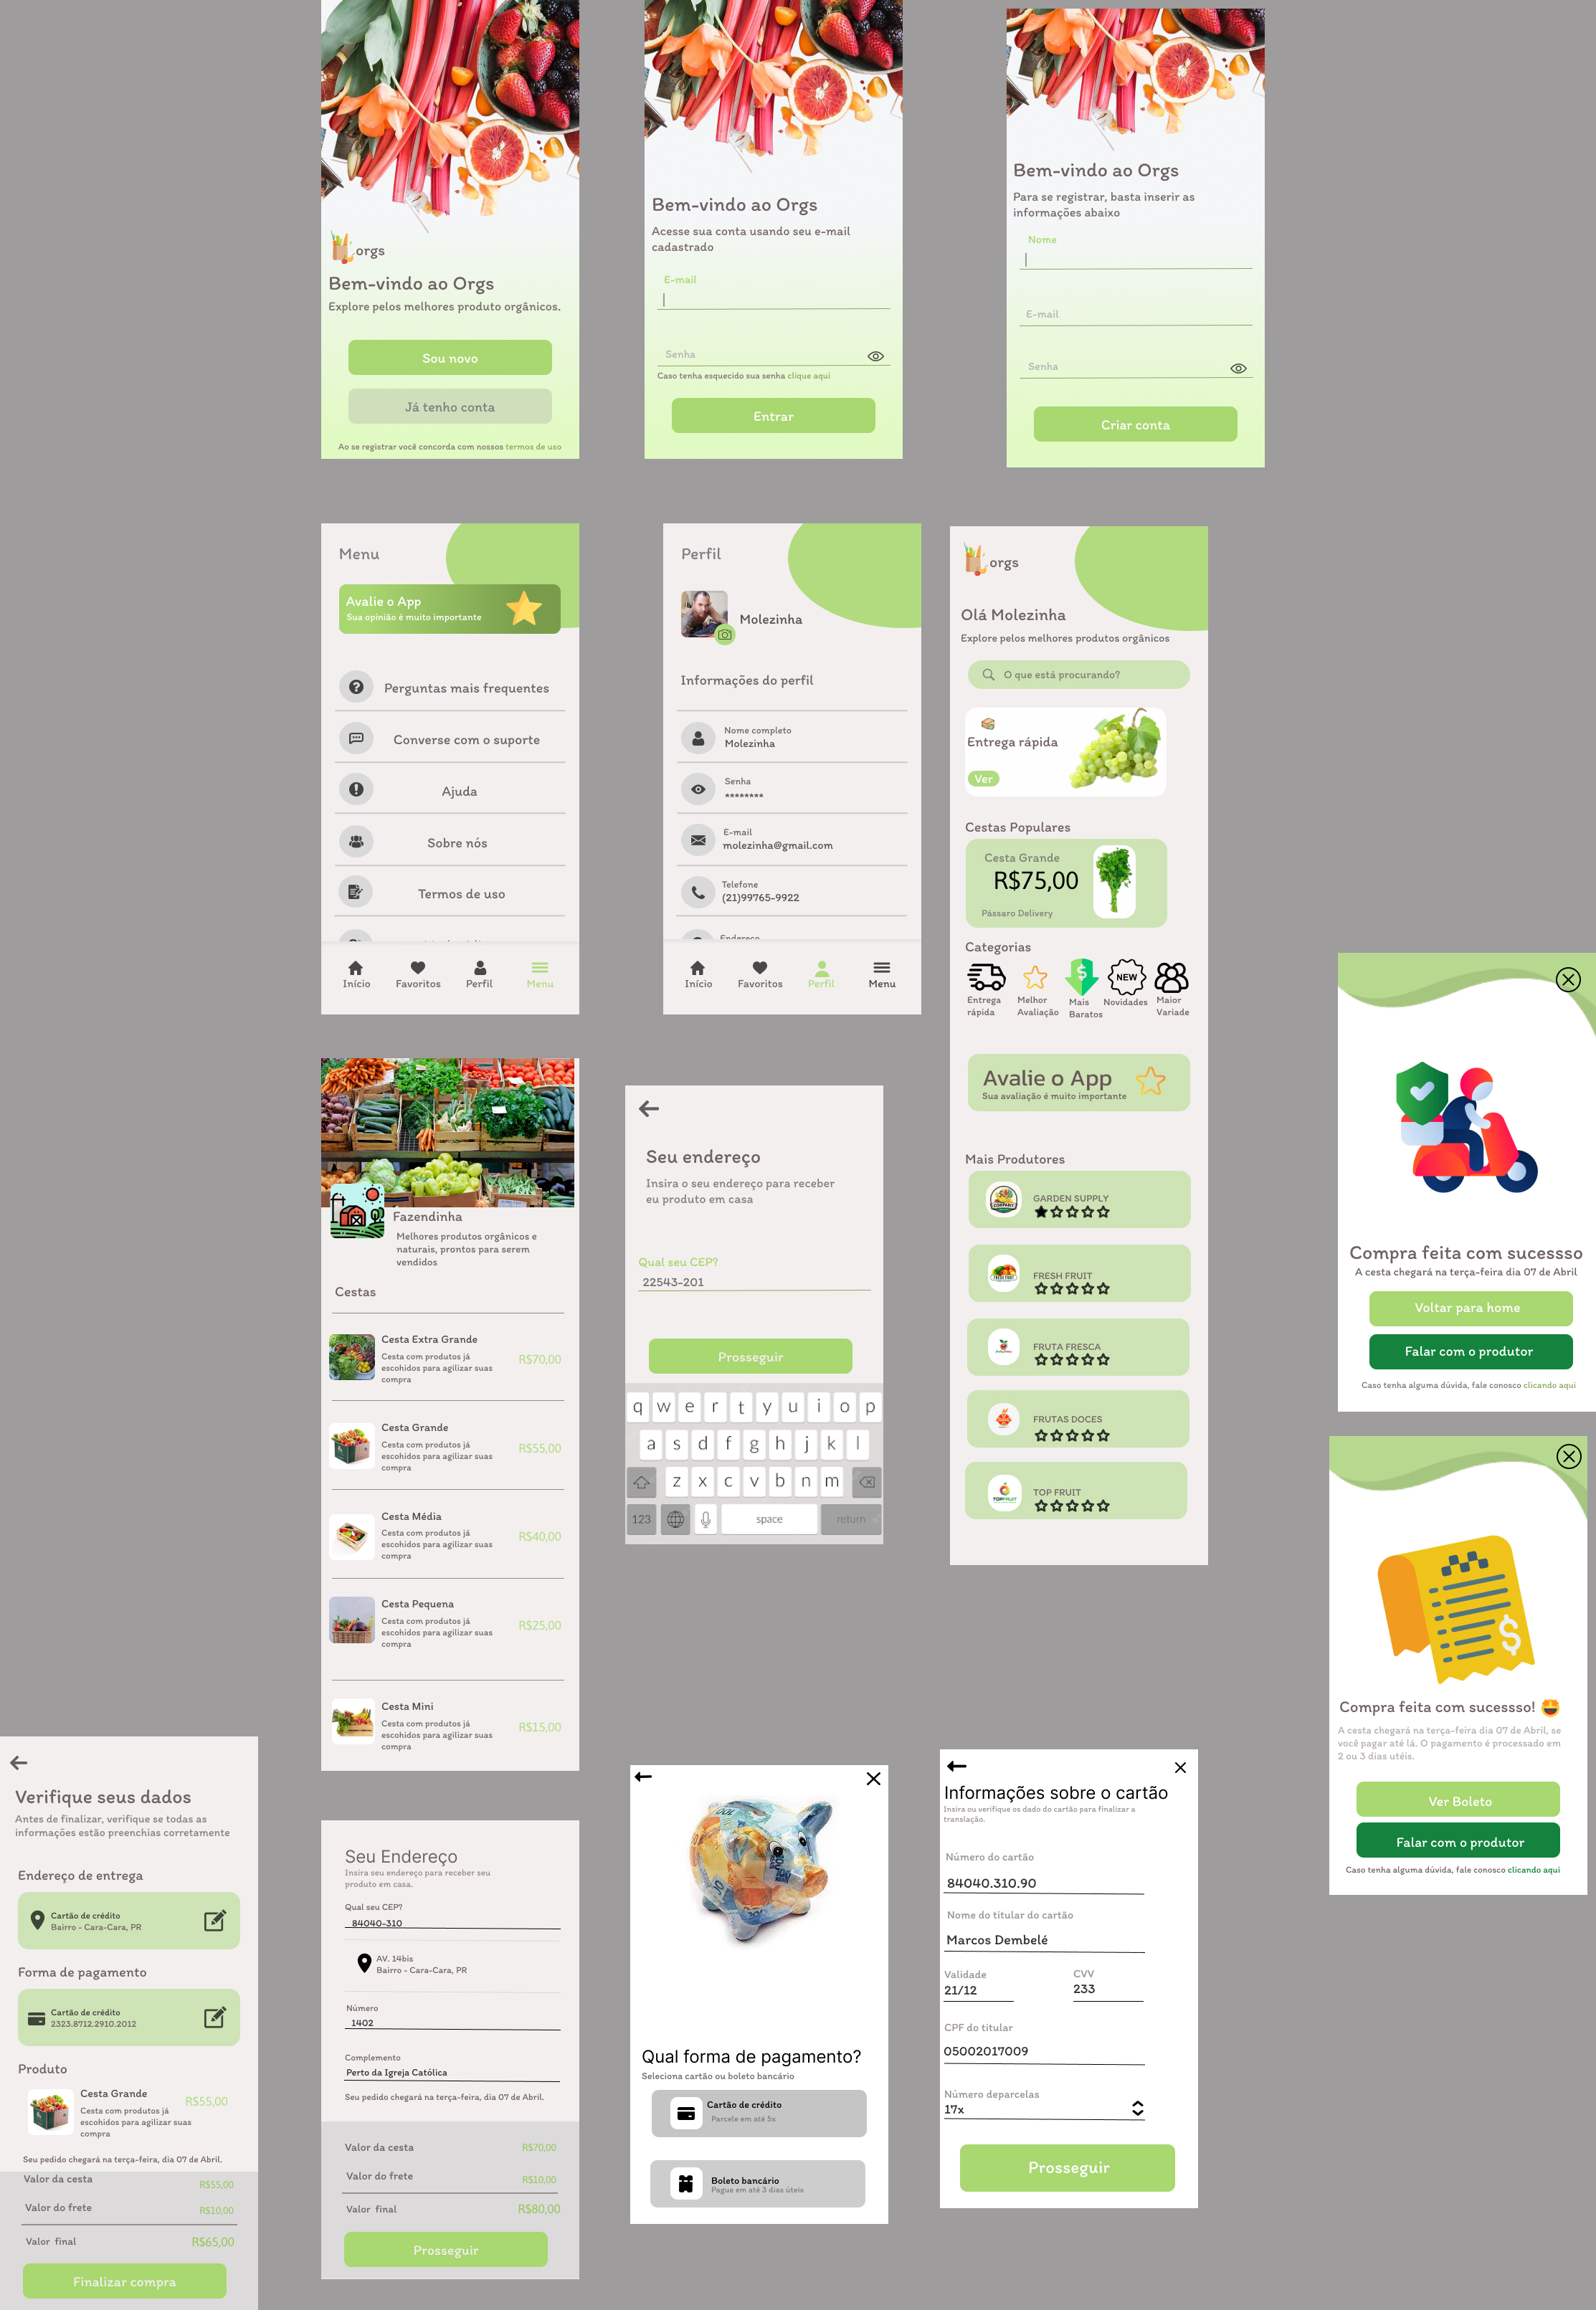 orgs
Bem-vindo ao Orgs
Explore pelos melhores produto orgânicos.
Sou novo
Já tenho conta
Ao se registrar você concorda com nossos termos de uso
Bem-vindo ao Orgs
Acesse sua conta usando seu e-mail
cadastrado
E-mail
Senha
Caso tenha esquecido sua senha clique aqui
Entrar
Bem-vindo ao Orgs
Para se registrar, basta inserir as
informações abaixo
Nome
E-mail
Senha
Criar conta
Menu
Avalie o App
Sua opinião é muito importante
Perguntas mais frequentes
Converse com o suporte
Ajuda
Sobre nós
Termos de uso
Início
Favoritos
Perfil
Menu
Perfil
Molezinha
Informações do perfil
Nome completo
Molezinha
Senha
********
E-mail
molezinha@gmail.com
Telefone
(21)99765-9922
Endereço
Início
Favoritos
Perfil
Menu
orgs
Olá Molezinha
Explore pelos melhores produtos orgânicos
O que está procurando?
Entrega rápida
Ver
Cestas Populares
Cesta Grande
R$75,00
Pássaro Delivery
Categorias
NEW
Entrega
rápida
Melhor
Avaliação
Mais
Baratos
Novidades
Maior
Variade
Avalie o App
Sua avaliação é muito importante
Mais Produtores
GARDEN SUPPLY
FRESH FRUIT
FRUTA FRESCA
FRUTAS DOCES
TOP FRUIT
Fazendinha
Melhores produtos orgânicos e
naturais, prontos para serem
vendidos
Cestas
Cesta Extra Grande
Cesta com produtos já
escohidos para agilizar suas
compra
R$70,00
Cesta Grande
Cesta com produtos já
escohidos para agilizar suas
compra
R$55,00
Cesta Média
Cesta com produtos já
escohidos para agilizar suas
compra
R$40,00
Cesta Pequena
Cesta com produtos já
escohidos para agilizar suas
compra
R$25,00
Cesta Mini
Cesta com produtos já
escohidos para agilizar suas
compra
R$15,00
Seu endereço
Insira o seu endereço para receber
eu produto em casa
Qual seu CEP?
22543-201
Prosseguir
q w e r t y u i o p
a s d f g h j k l
z x c v b n m
123 space return
Compra feita com sucessso
A cesta chegará na terça-feira dia 07 de Abril
Voltar para home
Falar com o produtor
Caso tenha alguma dúvida, fale conosco clicando aqui
Compra feita com sucessso! 🤩
A cesta chegará na terça-feira dia 07 de Abril, se
você pagar até lá. O pagamento é processado em
2 ou 3 dias utéis.
Ver Boleto
Falar com o produtor
Caso tenha alguma dúvida, fale conosco clicando aqui
Verifique seus dados
Antes de finalizar, verifique se todas as
informações estão preenchias corretamente
Endereço de entrega
Cartão de crédito
Bairro - Cara-Cara, PR
Forma de pagamento
Cartão de crédito
2323.8712.2910.2012
Produto
Cesta Grande
Cesta com produtos já
escohidos para agilizar suas
compra
R$55,00
Seu pedido chegará na terça-feira, dia 07 de Abril.
Valor da cesta
R$55,00
Valor do frete
R$10,00
Valor final
R$65,00
Finalizar compra
Seu Endereço
Insira seu endereço para receber seu
produto em casa.
Qual seu CEP?
84040-310
AV. 14bis
Bairro - Cara-Cara, PR
Número
1402
Complemento
Perto da Igreja Católica
Seu pedido chegará na terça-feira, dia 07 de Abril.
Valor da cesta
R$70,00
Valor do frete
R$10,00
Valor final
R$80,00
Prosseguir
Qual forma de pagamento?
Seleciona cartão ou boleto bancário
Cartão de crédito
Parcele em até 5x
Boleto bancário
Pague em até 3 dias úteis
Informações sobre o cartão
Insira ou verifique os dado do cartão para finalizar a
translação.
Número do cartão
84040.310.90
Nome do titular do cartão
Marcos Dembelé
Validade
21/12
CVV
233
CPF do titular
05002017009
Número deparcelas
17x
Prosseguir